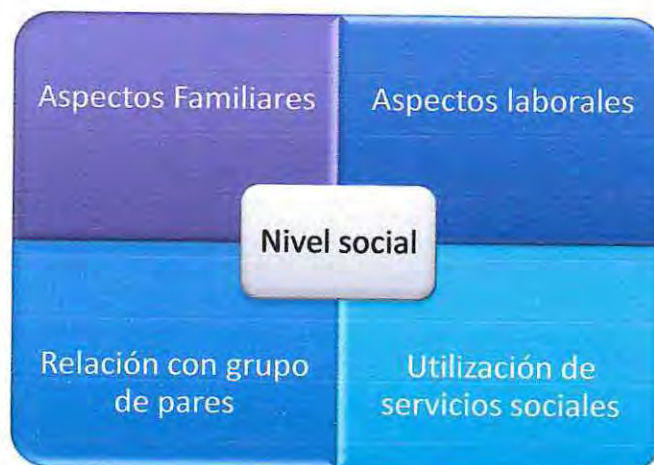 Aspectos Familiares
Aspectos laborales
Nivel social
Relación con grupo
de pares
Utilización de
servicios sociales